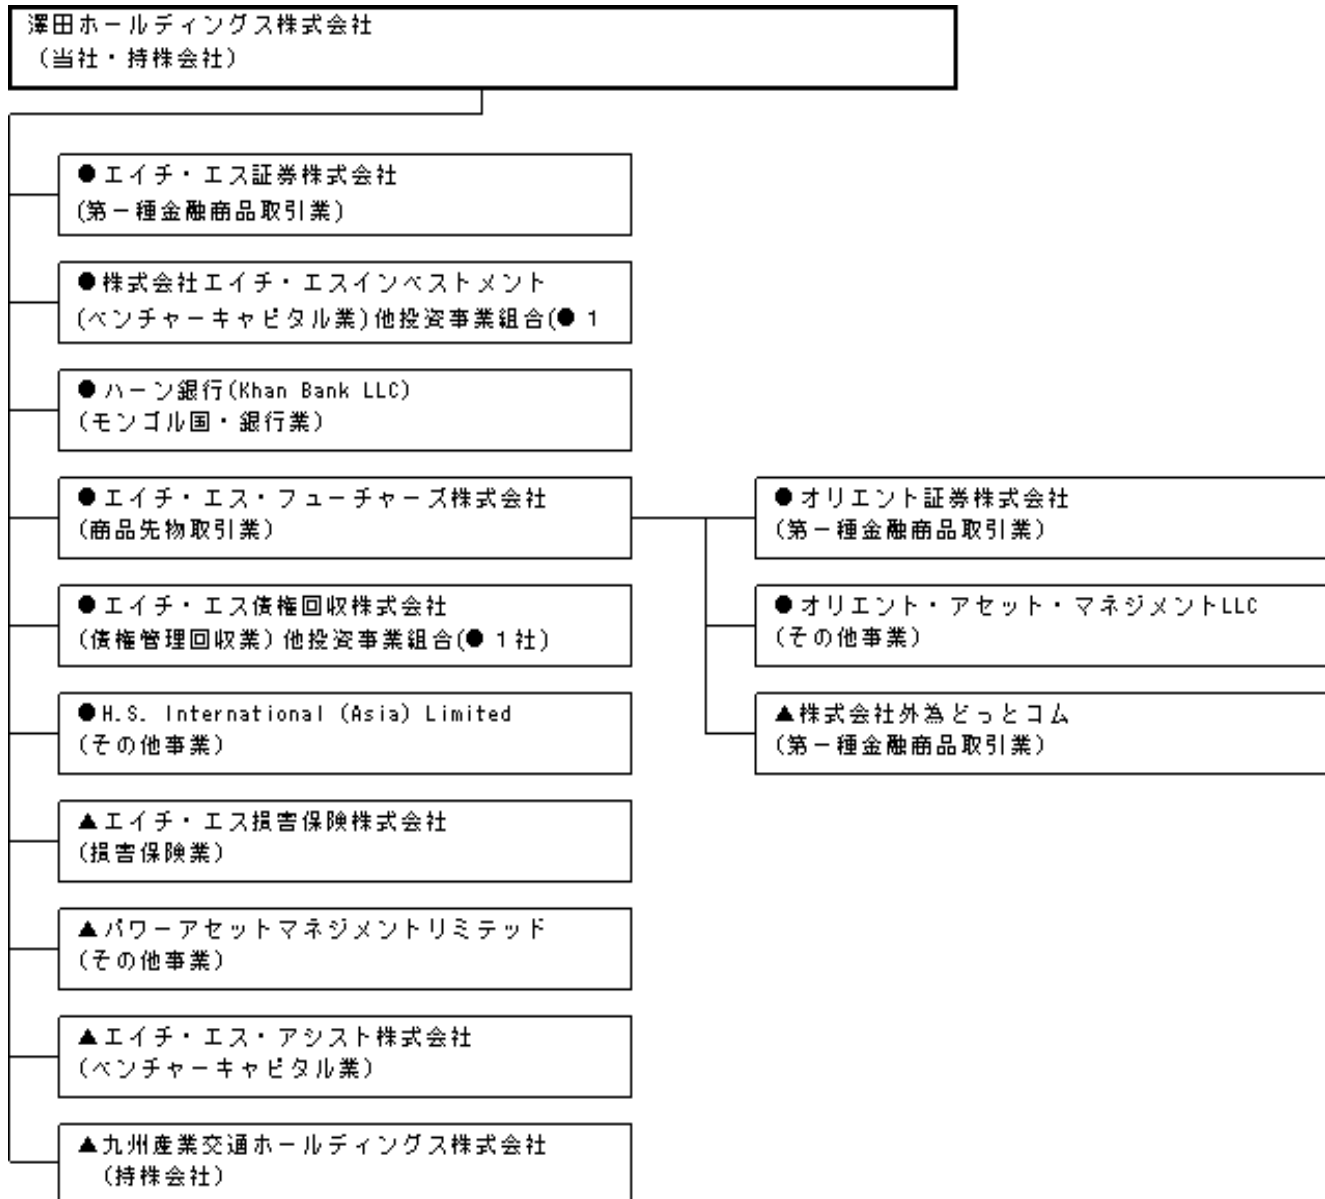 澤田ホールディングス株式会社
（当社・持株会社）
●エイチ・エス証券株式会社
(第一種金融商品取引業)
●株式会社エイチ・エスインベストメント
(ベンチャーキャピタル業)他投資事業組合(● 1
●ハーン銀行(Khan Bank LLC)
(モンゴル国・銀行業)
●エイチ・エス・フューチャーズ株式会社
(商品先物取引業)
●オリエント証券株式会社
(第一種金融商品取引業)
●エイチ・エス債権回収株式会社
(債権管理回収業)他投資事業組合(● 1社)
●オリエント・アセット・マネジメントLLC
(その他事業)
●H.S. International (Asia) Limited
(その他事業)
▲株式会社外為どっとコム
(第一種金融商品取引業)
▲エイチ・エス損害保険株式会社
(損害保険業)
▲パワーアセットマネジメントリミテッド
(その他事業)
▲エイチ・エス・アシスト株式会社
(ベンチャーキャピタル業)
▲九州産業交通ホールディングス株式会社
(持株会社)